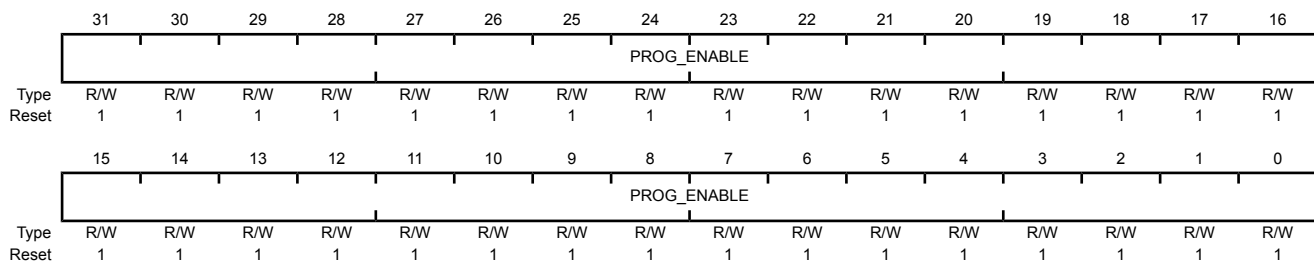 31 30 29 28 27 26 25 24 23 22 21 20 19 18 17 16
PROG_ENABLE
Type R/W R/W R/W R/W R/W R/W R/W R/W R/W R/W R/W R/W R/W R/W R/W R/W
Reset 1 1 1 1 1 1 1 1 1 1 1 1 1 1 1 1
15 14 13 12 11 10 9 8 7 6 5 4 3 2 1 0
PROG_ENABLE
Type R/W R/W R/W R/W R/W R/W R/W R/W R/W R/W R/W R/W R/W R/W R/W R/W
Reset 1 1 1 1 1 1 1 1 1 1 1 1 1 1 1 1